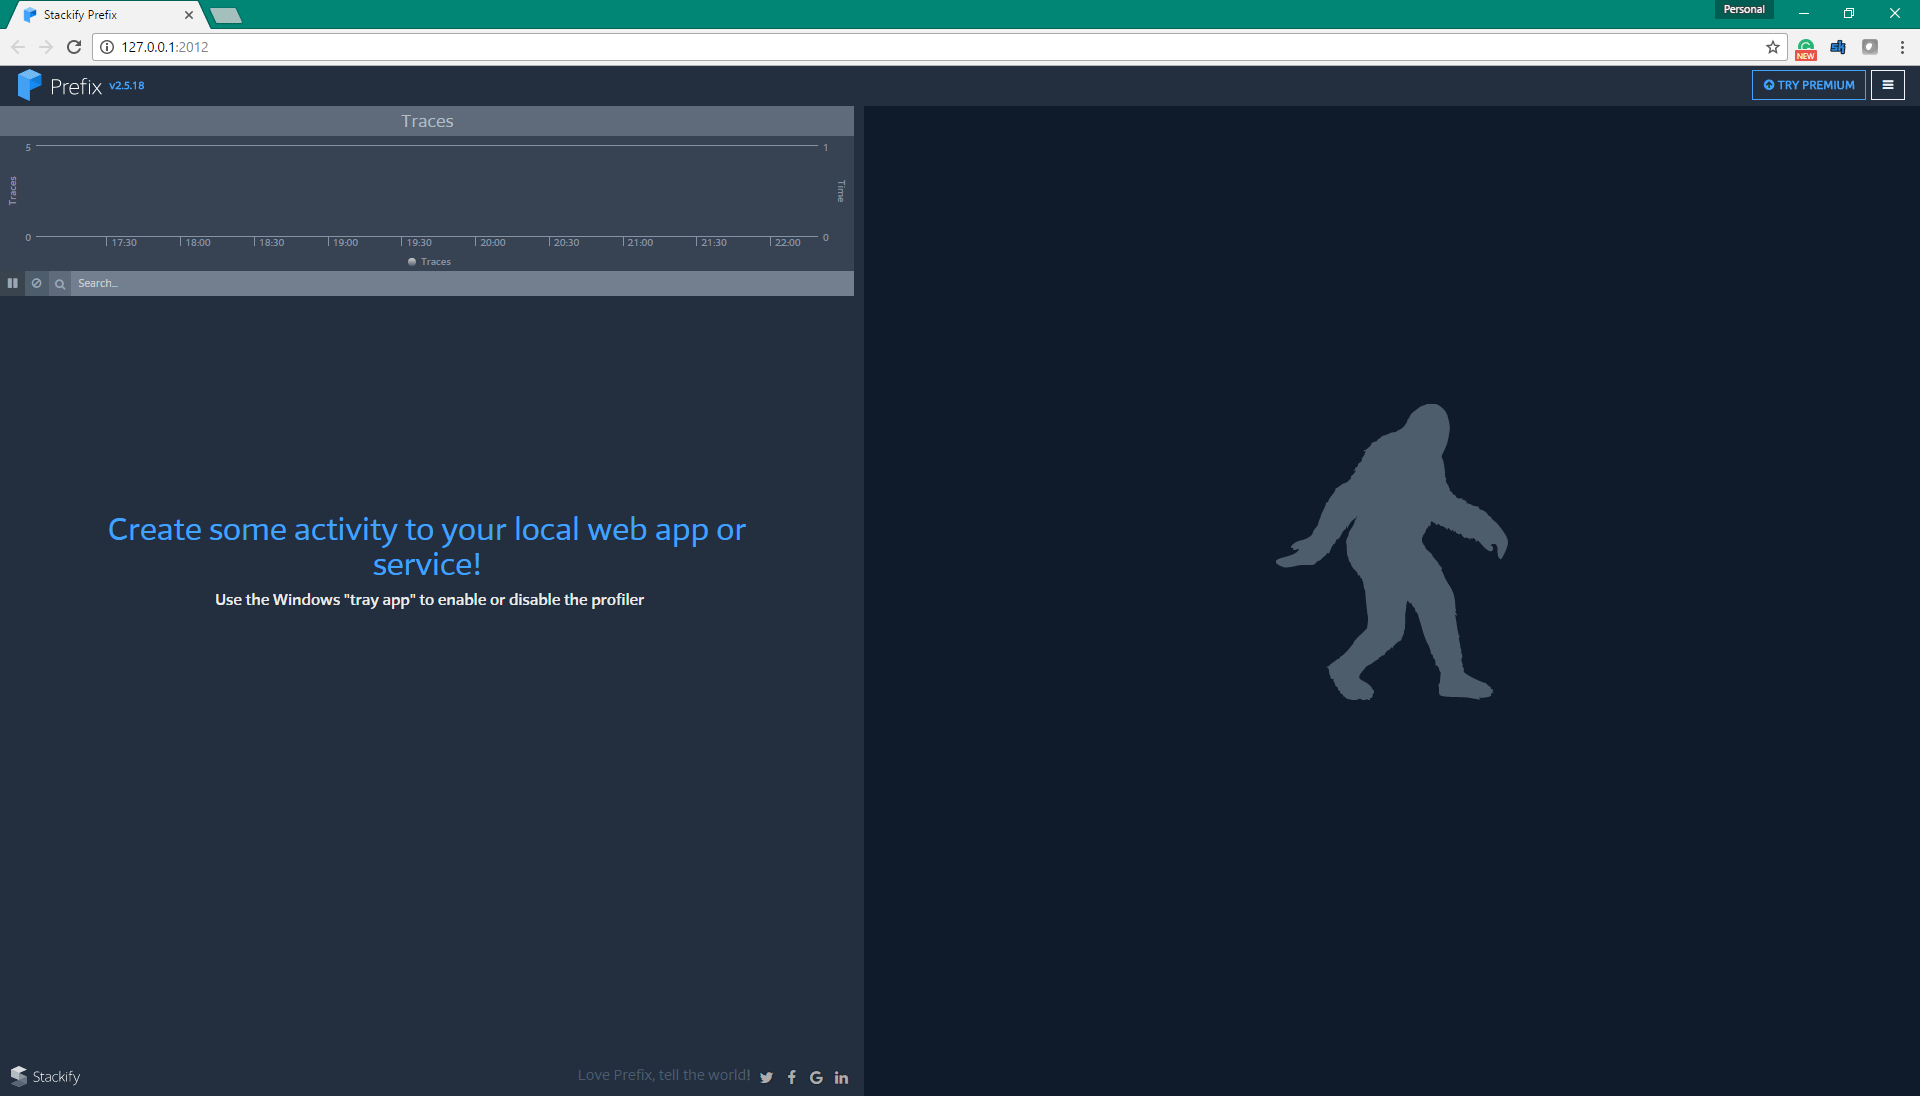 Stackify Prefix
Personal
127.0.0.1:2012
NEW
Prefix v2.5.18
TRY PREMIUM
Traces
5
1
Traces
Time
0
0
17:30 18:00 18:30 19:00 19:30 20:00 20:30 21:00 21:30 22:00
Traces
Search...
Create some activity to your local web app or
service!
Use the Windows "tray app" to enable or disable the profiler
Stackify
Love Prefix, tell the world!